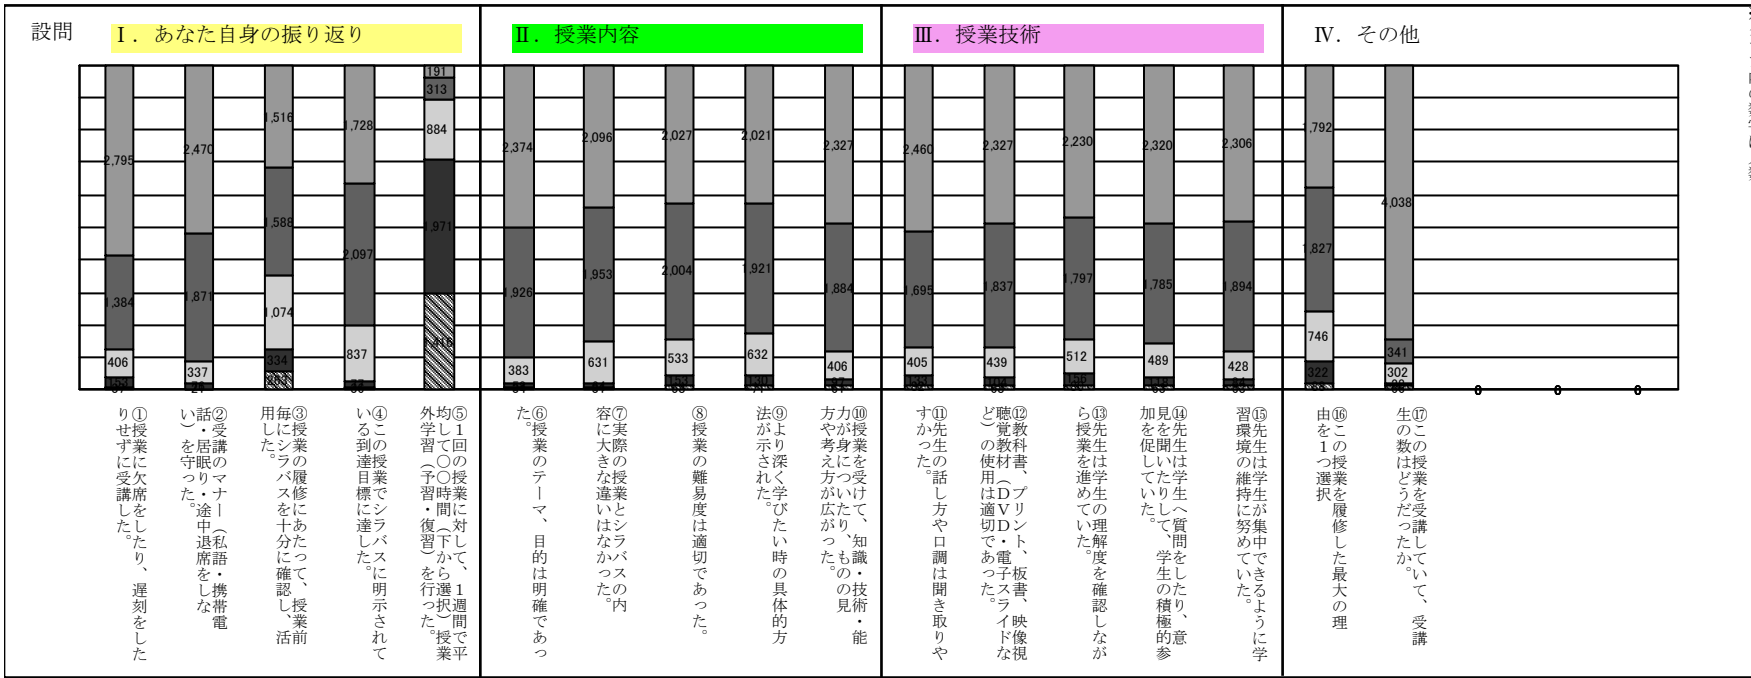 設問
Ⅰ．あなた自身の振り返り
Ⅱ．授業内容
Ⅲ．授業技術
Ⅳ．その他
2,795
1,384
406
2,470
1,871
337
1,516
1,588
1,074
334
263
1,728
2,097
837
191
313
884
1,971
1,416
2,374
1,926
383
2,096
1,953
631
2,027
2,004
533
153
2,021
1,921
632
130
2,327
1,884
406
2,460
1,695
405
2,327
1,837
439
2,230
1,797
512
156
2,320
1,785
489
2,306
1,894
428
1,792
1,827
746
322
4,038
341
302
0
0
0
①授業に欠席をしたり、遅刻をした
りせずに受講した。
②受講のマナー（私語・携帯電
話・居眠り・途中退席をしな
い）を守った。
③授業の履修にあたって、授業前
毎にシラバスを十分に確認し、活
用した。
④この授業でシラバスに明示されて
いる到達目標に達した。
⑤１回の授業に対して、１週間で平
均して〇〇時間（下から選択）授業
外学習（予習・復習）を行った。
⑥授業のテーマ、目的は明確であっ
た。
⑦実際の授業とシラバスの内
容に大きな違いはなかった。
⑧授業の難易度は適切であった。
⑨より深く学びたい時の具体的方
法が示された。
⑩授業を受けて、知識・技術・能
力が身についたり、ものの見
方や考え方が広がった。
⑪先生の話し方や口調は聞き取りや
すかった。
⑫教科書、プリント、板書、映像視
聴覚教材（ＤＶＤ・電子スライドな
ど）の使用は適切であった。
⑬先生は学生の理解度を確認しなが
ら授業を進めていた。
⑭先生は学生へ質問をしたり、意
見を聞いたりして、学生の積極的参
加を促していた。
⑮先生は学生が集中できるように学
習環境の維持に努めていた。
⑯この授業を履修した最大の理
由を１つ選択
⑰この授業を受講していて、受講
生の数はどうだったか。